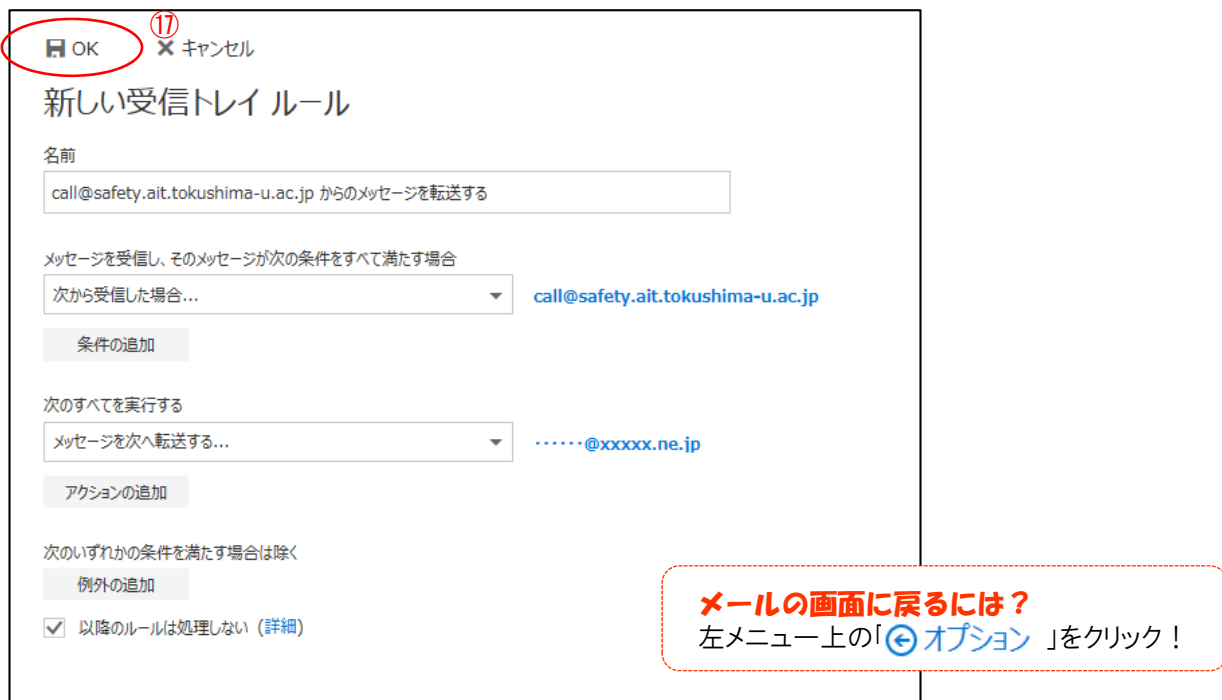 ⑰
OK キャンセル
新しい受信トレイ ルール
名前
call@safety.ait.tokushima-u.ac.jp からのメッセージを転送する
メッセージを受信し、そのメッセージが次の条件をすべて満たす場合
次から受信した場合... call@safety.ait.tokushima-u.ac.jp
条件の追加
次のすべてを実行する
メッセージを次へ転送する... ・・・・・・@xxxxx.ne.jp
アクションの追加
次のいずれかの条件を満たす場合は除く
例外の追加
以降のルールは処理しない (詳細)
メールの画面に戻るには？
左メニュー上の「オプション 」をクリック！